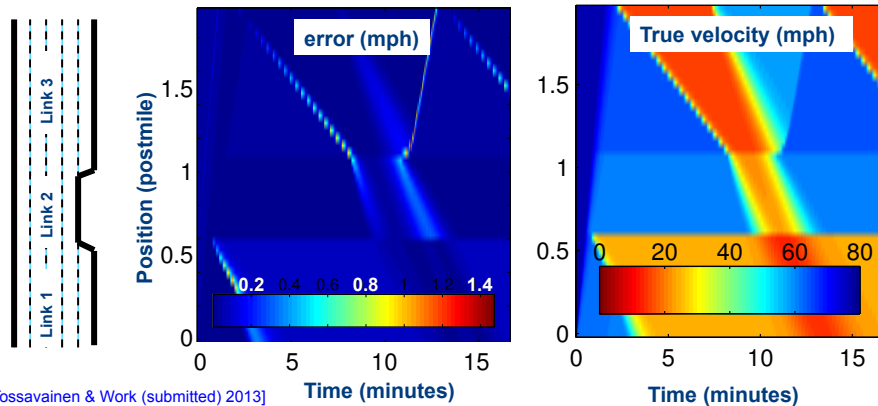 Link 3
Link 2
Link 1
error (mph)
Position (postmile)
1.5
1
0.5
0
0.2 0.4 0.6 0.8 1 1.2 1.4
0 5 10 15
Time (minutes)
True velocity (mph)
1.5
1
0.5
0
0 20 40 60 80
0 5 10 15
Time (minutes)
ossavainen & Work (submitted) 2013]